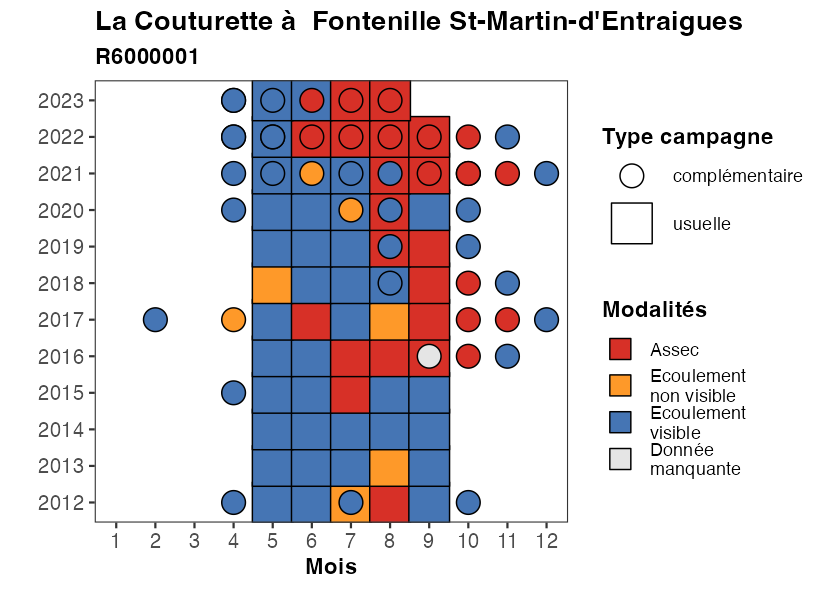 La Couturette à  Fontenille St-Martin-d'Entraigues
R6000001
2023
2022
2021
2020
2019
2018
2017
2016
2015
2014
2013
2012
1 2 3 4 5 6 7 8 9 10 11 12
Mois
Type campagne
complémentaire
usuelle
Modalités
Assec
Ecoulement
non visible
Ecoulement
visible
Donnée
manquante